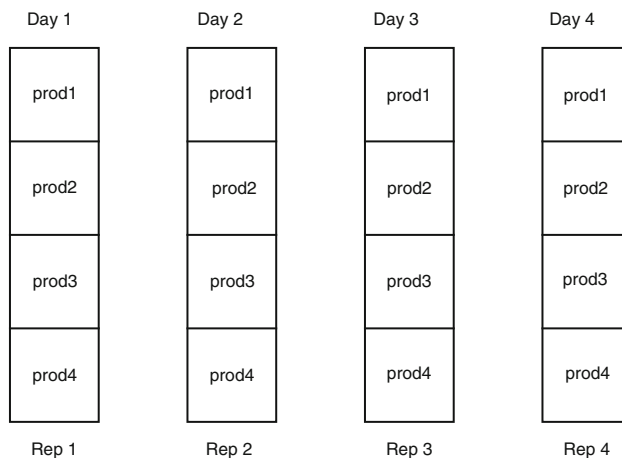 Day 1 Day 2 Day 3 Day 4
prod1 prod1 prod1 prod1
prod2 prod2 prod2 prod2
prod3 prod3 prod3 prod3
prod4 prod4 prod4 prod4
Rep 1 Rep 2 Rep 3 Rep 4